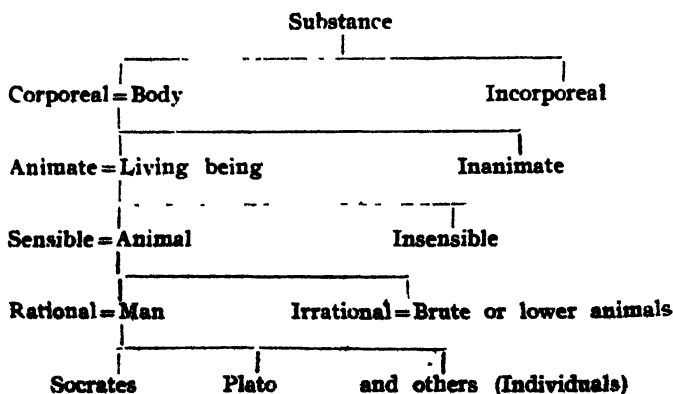 Substance
Corporeal=Body Incorporeal
Animate=Living being Inanimate
Sensible=Animal Insensible
Rational=Man Irrational=Brute or lower animals
Socrates Plato and others (Individuals)